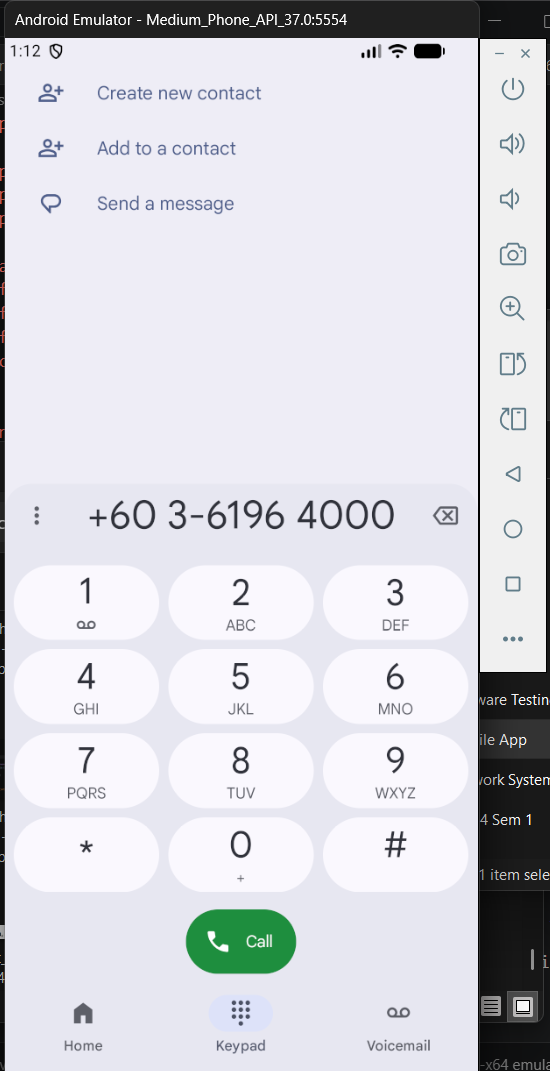 Android Emulator - Medium_Phone_API_37.0:5554
1:12
Create new contact
Add to a contact
Send a message
+60 3-6196 4000
1
2
ABC
3
DEF
4
GHI
5
JKL
6
MNO
7
PQRS
8
TUV
9
WXYZ
*
0
+
#
Call
Home
Keypad
Voicemail
ware Testin
ile App
work System
4 Sem 1
1 item sele
-x64 emula